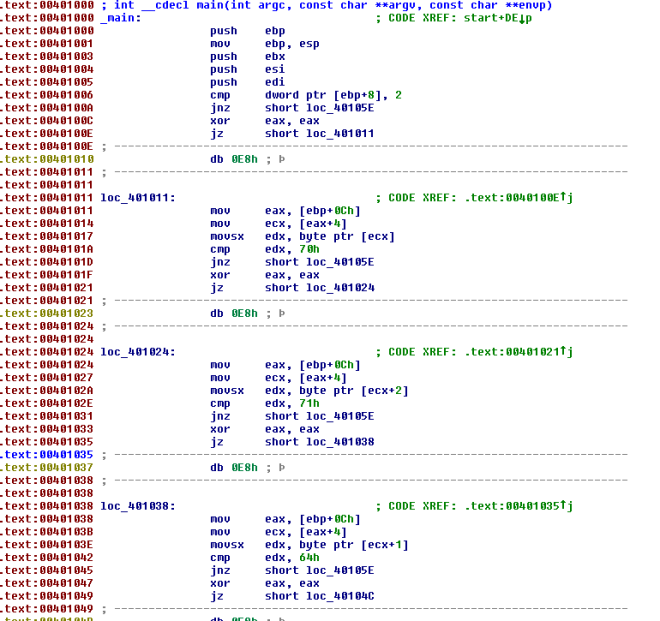 .text:00401000 ; int __cdecl main(int argc, const char **argv, const char **envp)
.text:00401000 _main: ; CODE XREF: start+DE↓p
.text:00401000 push ebp
.text:00401001 mov ebp, esp
.text:00401003 push ebx
.text:00401004 push esi
.text:00401005 push edi
.text:00401006 cmp dword ptr [ebp+8], 2
.text:0040100A jnz short loc_40105E
.text:0040100C xor eax, eax
.text:0040100E jz short loc_401011
.text:0040100E ; ---------------------------------------------------------------------------
.text:00401010 db 0E8h ; Þ
.text:00401011 ; ---------------------------------------------------------------------------
.text:00401011
.text:00401011 loc_401011: ; CODE XREF: .text:0040100E↑j
.text:00401011 mov eax, [ebp+0Ch]
.text:00401014 mov ecx, [eax+4]
.text:00401017 movsx edx, byte ptr [ecx]
.text:0040101A cmp edx, 70h
.text:0040101D jnz short loc_40105E
.text:0040101F xor eax, eax
.text:00401021 jz short loc_401024
.text:00401021 ; ---------------------------------------------------------------------------
.text:00401023 db 0E8h ; Þ
.text:00401024 ; ---------------------------------------------------------------------------
.text:00401024
.text:00401024 loc_401024: ; CODE XREF: .text:00401021↑j
.text:00401024 mov eax, [ebp+0Ch]
.text:00401027 mov ecx, [eax+4]
.text:0040102A movsx edx, byte ptr [ecx+2]
.text:0040102E cmp edx, 71h
.text:00401031 jnz short loc_40105E
.text:00401033 xor eax, eax
.text:00401035 jz short loc_401038
.text:00401035 ; ---------------------------------------------------------------------------
.text:00401037 db 0E8h ; Þ
.text:00401038 ; ---------------------------------------------------------------------------
.text:00401038
.text:00401038 loc_401038: ; CODE XREF: .text:00401035↑j
.text:00401038 mov eax, [ebp+0Ch]
.text:0040103B mov ecx, [eax+4]
.text:0040103E movsx edx, byte ptr [ecx+1]
.text:00401042 cmp edx, 64h
.text:00401045 jnz short loc_40105E
.text:00401047 xor eax, eax
.text:00401049 jz short loc_40104C
.text:00401049 ; ---------------------------------------------------------------------------
.text:0040104B db 0E8h ; Þ